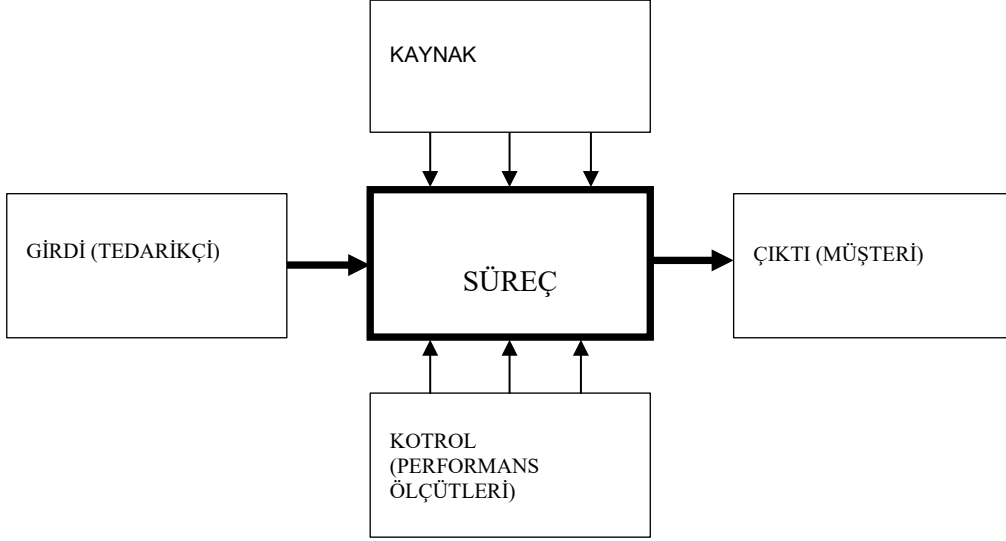 KAYNAK
GİRDİ (TEDARİKÇİ)
SÜREÇ
ÇIKTI (MÜŞTERİ)
KOTROL
(PERFORMANS
ÖLÇÜTLERİ)